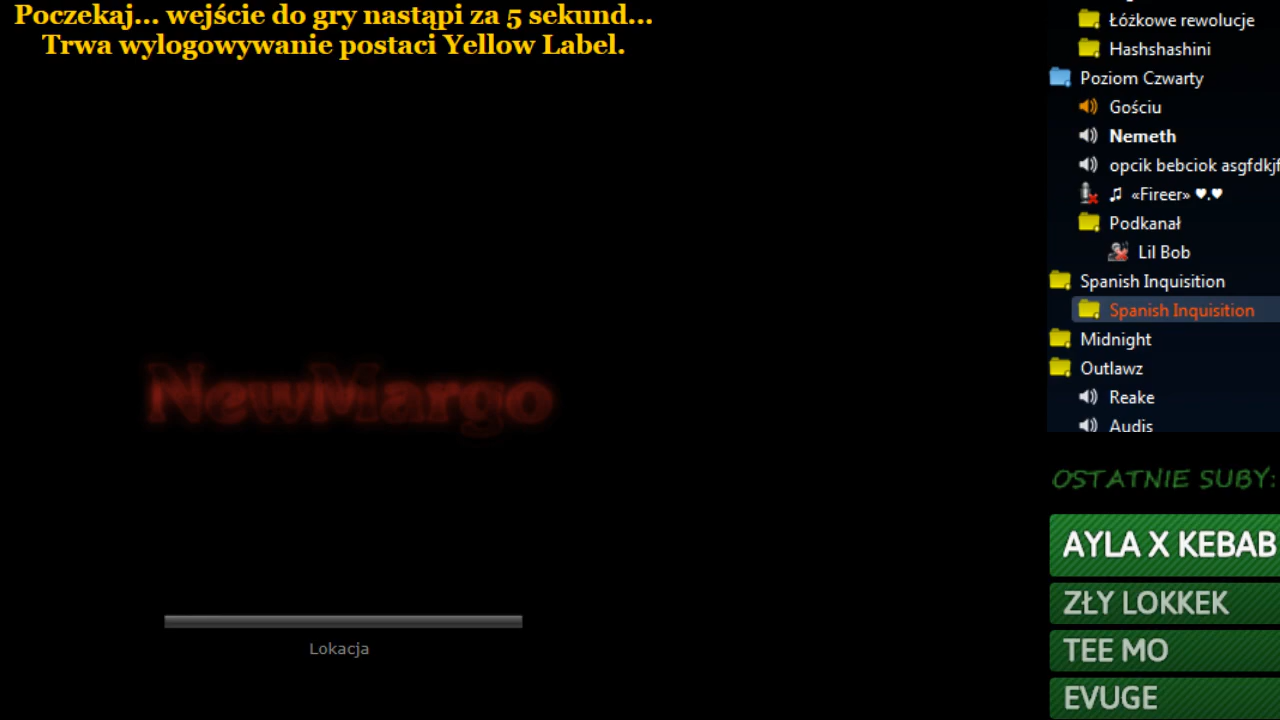 Poczekaj... wejście do gry nastąpi za 5 sekund...
Trwa wylogowywanie postaci Yellow Label.
NewMargo
Lokacja
Łóżkowe rewolucje
Hashshashini
Poziom Czwarty
Gościu
Nemeth
opcik bebciok asgfdkjf
♫ «Fireer» ♥.♥
Podkanał
Lil Bob
Spanish Inquisition
Spanish Inquisition
Midnight
Outlawz
Reake
Audis
OSTATNIE SUBY:
AYLA X KEBAB
ZŁY LOKKEK
TEE MO
EVUGE